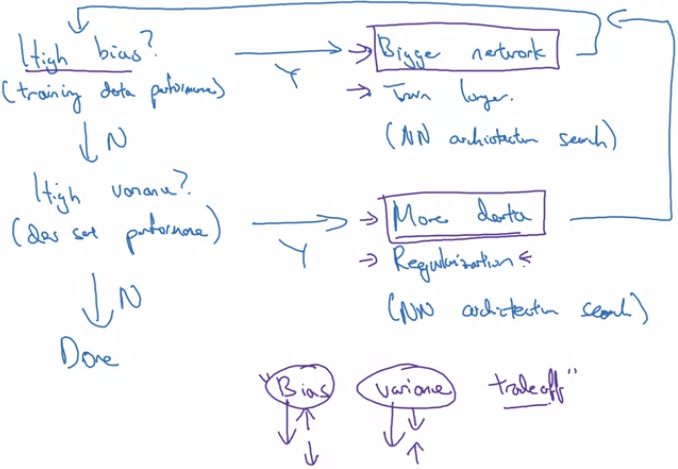 High bias? Y Bigge network
(training data performance) Train longer.
N (NN architecture search)
High variance? Y More data
(dev set performance) Regularization.
N (NN architecture search)
Done
"Bias variance tradeoff"